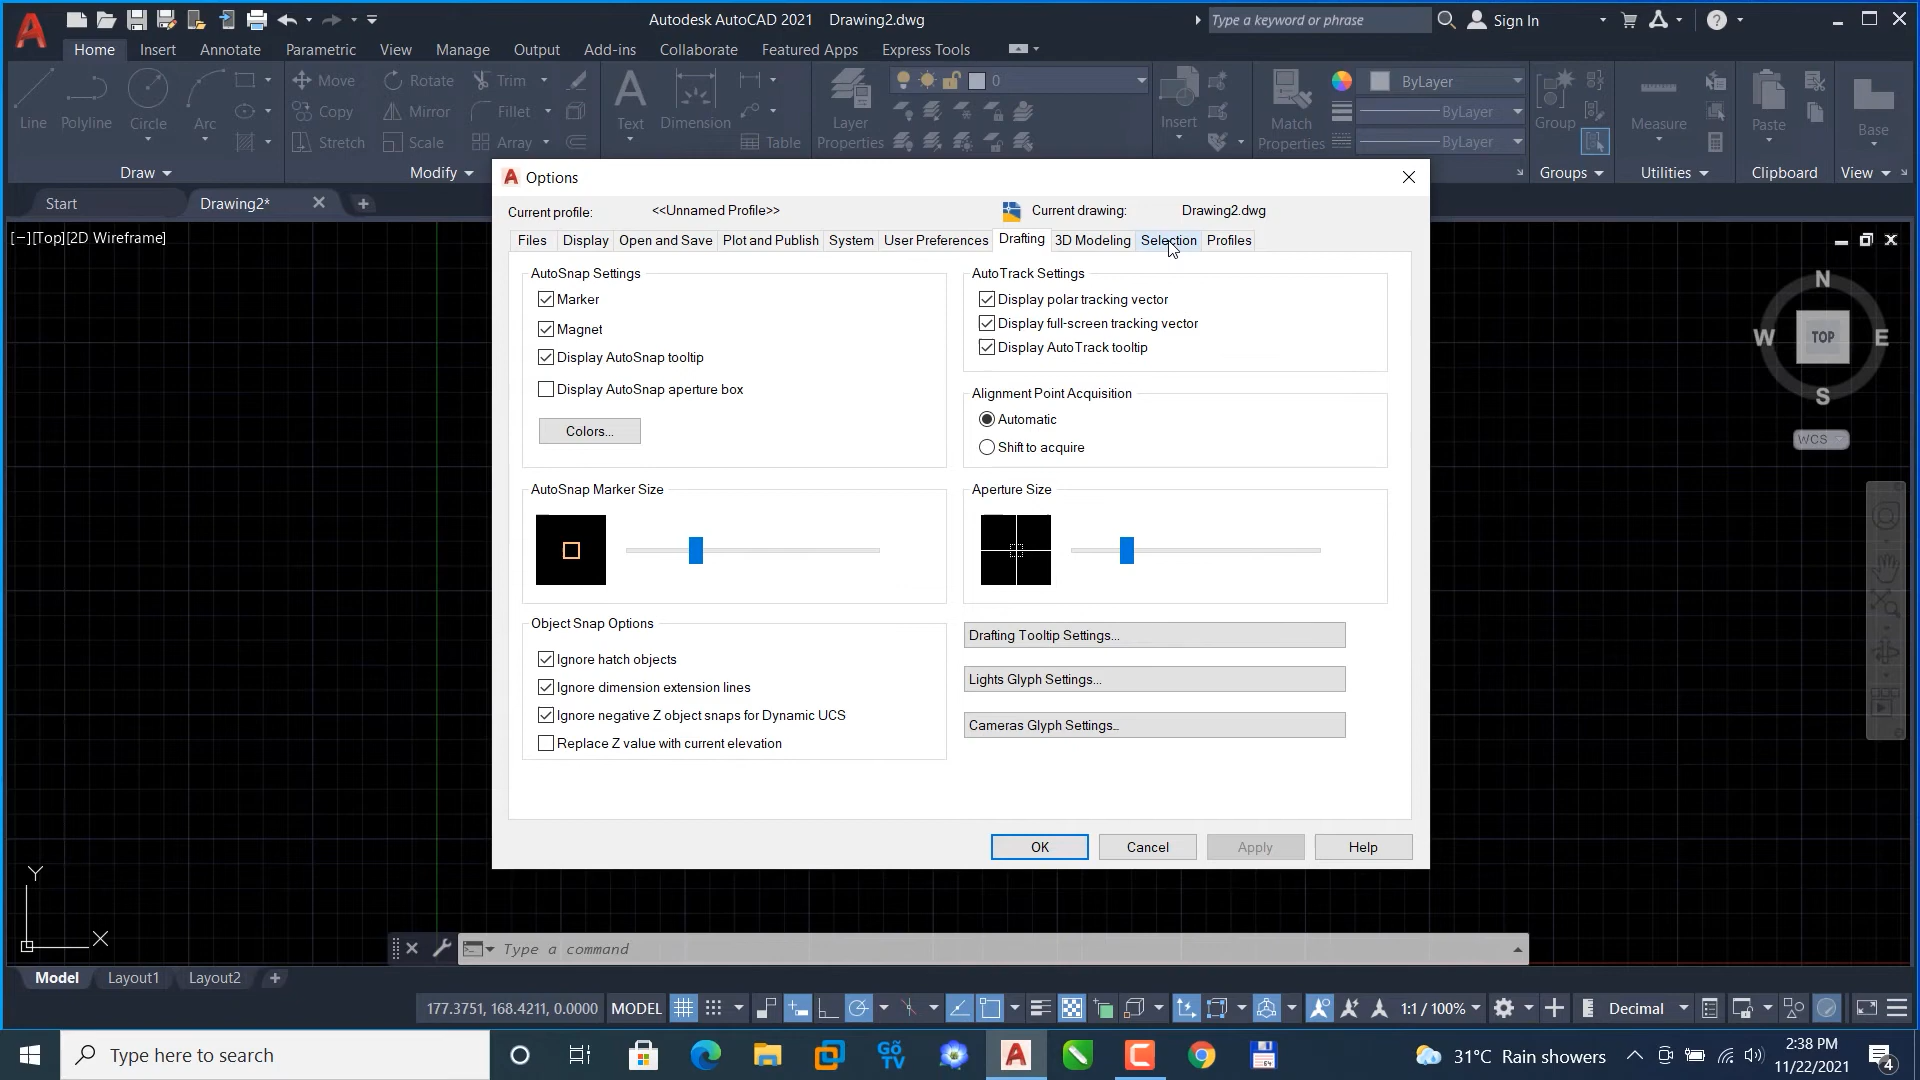 Autodesk AutoCAD 2021 Drawing2.dwg
Type a keyword or phrase
Sign In
Home Insert Annotate Parametric View Manage Output Add-ins Collaborate Featured Apps Express Tools
Line
Polyline
Circle
Arc
Move
Rotate
Trim
Copy
Mirror
Fillet
Stretch
Scale
Array
Text
Dimension
Table
Layer
Properties
0
Insert
Match
Properties
ByLayer
ByLayer
ByLayer
Group
Measure
Paste
Base
Draw Modify Groups Utilities Clipboard View
Start Drawing2*
[−][Top][2D Wireframe]
Options
Current profile: <<Unnamed Profile>> Current drawing: Drawing2.dwg
Files Display Open and Save Plot and Publish System User Preferences Drafting 3D Modeling Selection Profiles
AutoSnap Settings
Marker
Magnet
Display AutoSnap tooltip
Display AutoSnap aperture box
Colors...
AutoTrack Settings
Display polar tracking vector
Display full-screen tracking vector
Display AutoTrack tooltip
Alignment Point Acquisition
Automatic
Shift to acquire
AutoSnap Marker Size
Aperture Size
Object Snap Options
Ignore hatch objects
Ignore dimension extension lines
Ignore negative Z object snaps for Dynamic UCS
Replace Z value with current elevation
Drafting Tooltip Settings...
Lights Glyph Settings...
Cameras Glyph Settings...
OK Cancel Apply Help
N
W TOP E
S
WCS
Y
X
Type a command
Model Layout1 Layout2
177.3751, 168.4211, 0.0000 MODEL 1:1 / 100% Decimal
Type here to search
GõTV
64
31°C Rain showers
2:38 PM
11/22/2021
4